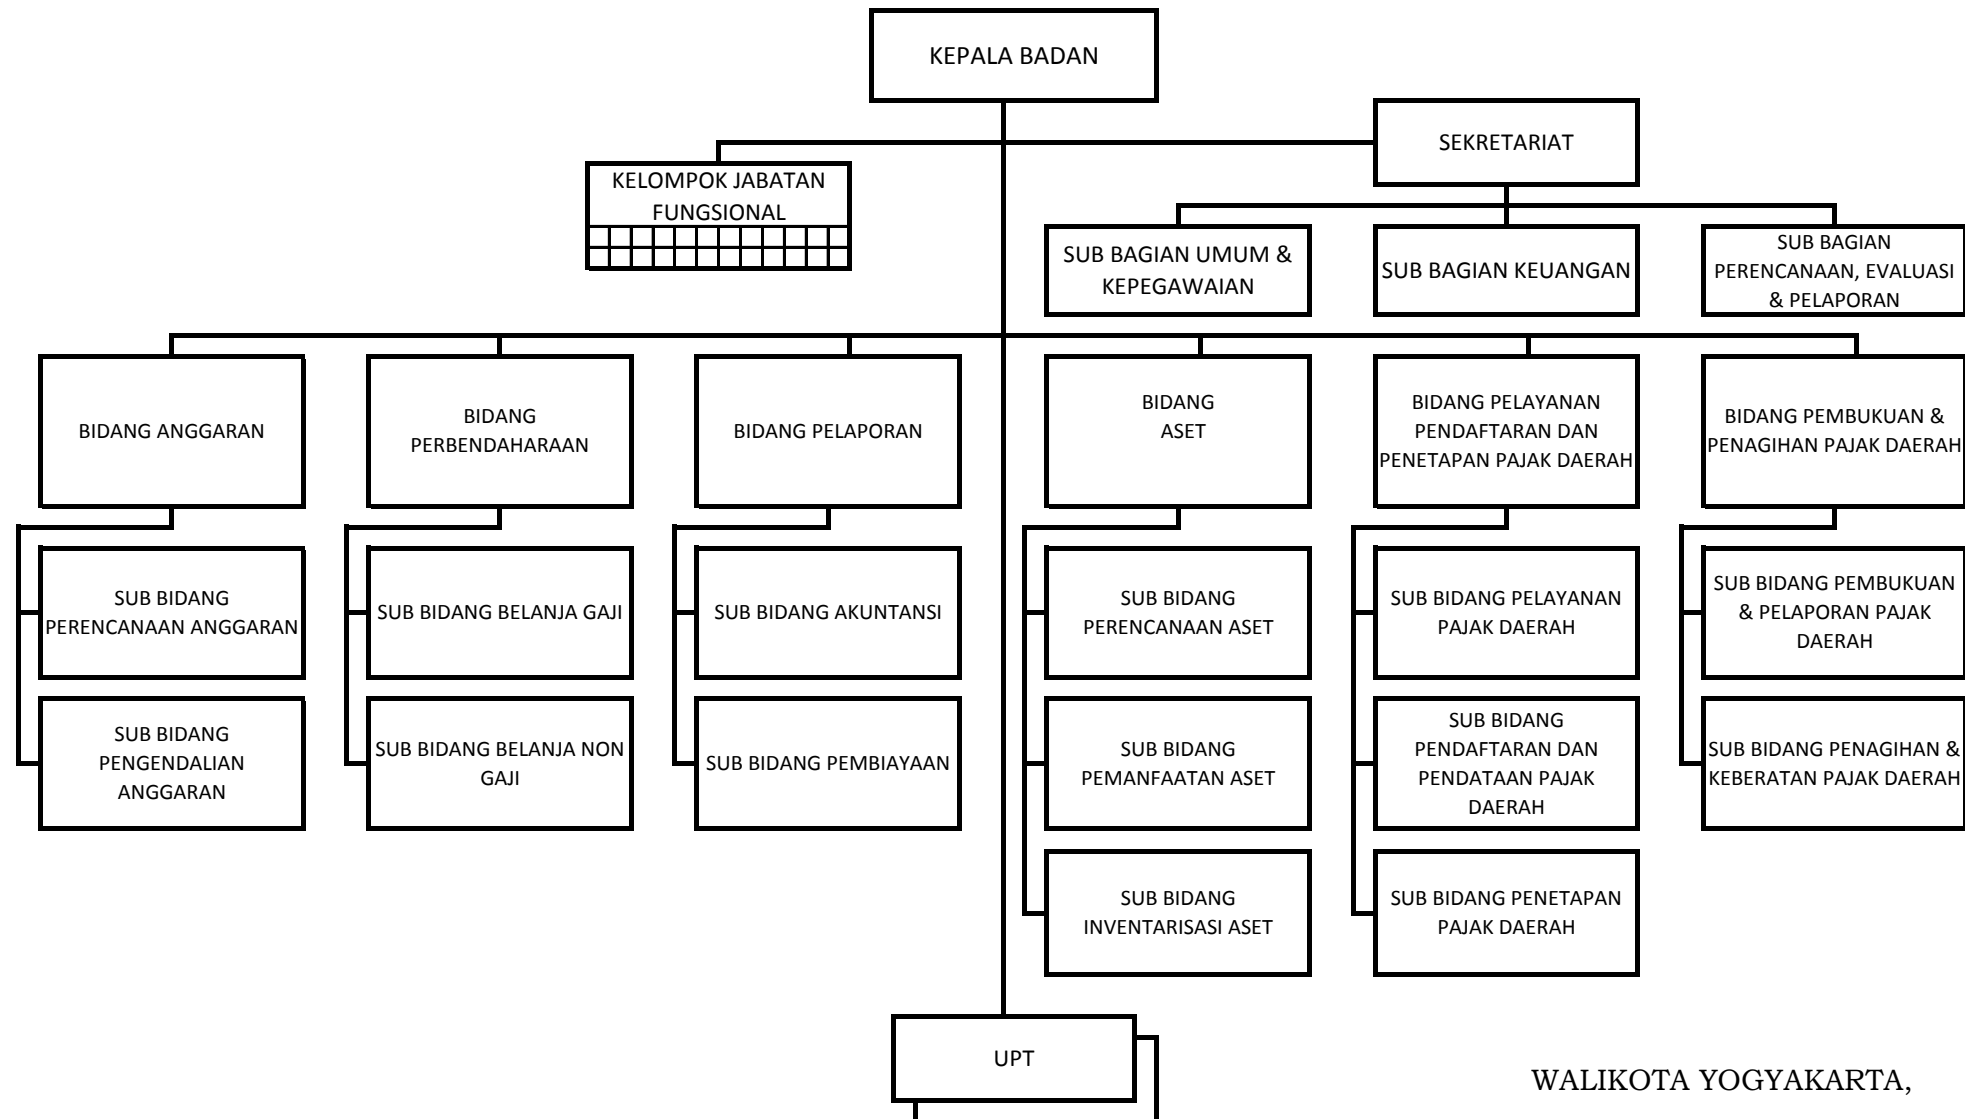 KEPALA BADAN
SEKRETARIAT
KELOMPOK JABATAN
FUNGSIONAL
SUB BAGIAN UMUM &
KEPEGAWAIAN
SUB BAGIAN KEUANGAN
SUB BAGIAN
PERENCANAAN, EVALUASI
& PELAPORAN
BIDANG ANGGARAN
BIDANG
PERBENDAHARAAN
BIDANG PELAPORAN
BIDANG
ASET
BIDANG PELAYANAN
PENDAFTARAN DAN
PENETAPAN PAJAK DAERAH
BIDANG PEMBUKUAN &
PENAGIHAN PAJAK DAERAH
SUB BIDANG
PERENCANAAN ANGGARAN
SUB BIDANG BELANJA GAJI
SUB BIDANG AKUNTANSI
SUB BIDANG
PERENCANAAN ASET
SUB BIDANG PELAYANAN
PAJAK DAERAH
SUB BIDANG PEMBUKUAN
& PELAPORAN PAJAK
DAERAH
SUB BIDANG
PENGENDALIAN
ANGGARAN
SUB BIDANG BELANJA NON
GAJI
SUB BIDANG PEMBIAYAAN
SUB BIDANG
PEMANFAATAN ASET
SUB BIDANG
PENDAFTARAN DAN
PENDATAAN PAJAK
DAERAH
SUB BIDANG PENAGIHAN &
KEBERATAN PAJAK DAERAH
SUB BIDANG
INVENTARISASI ASET
SUB BIDANG PENETAPAN
PAJAK DAERAH
UPT
WALIKOTA YOGYAKARTA,